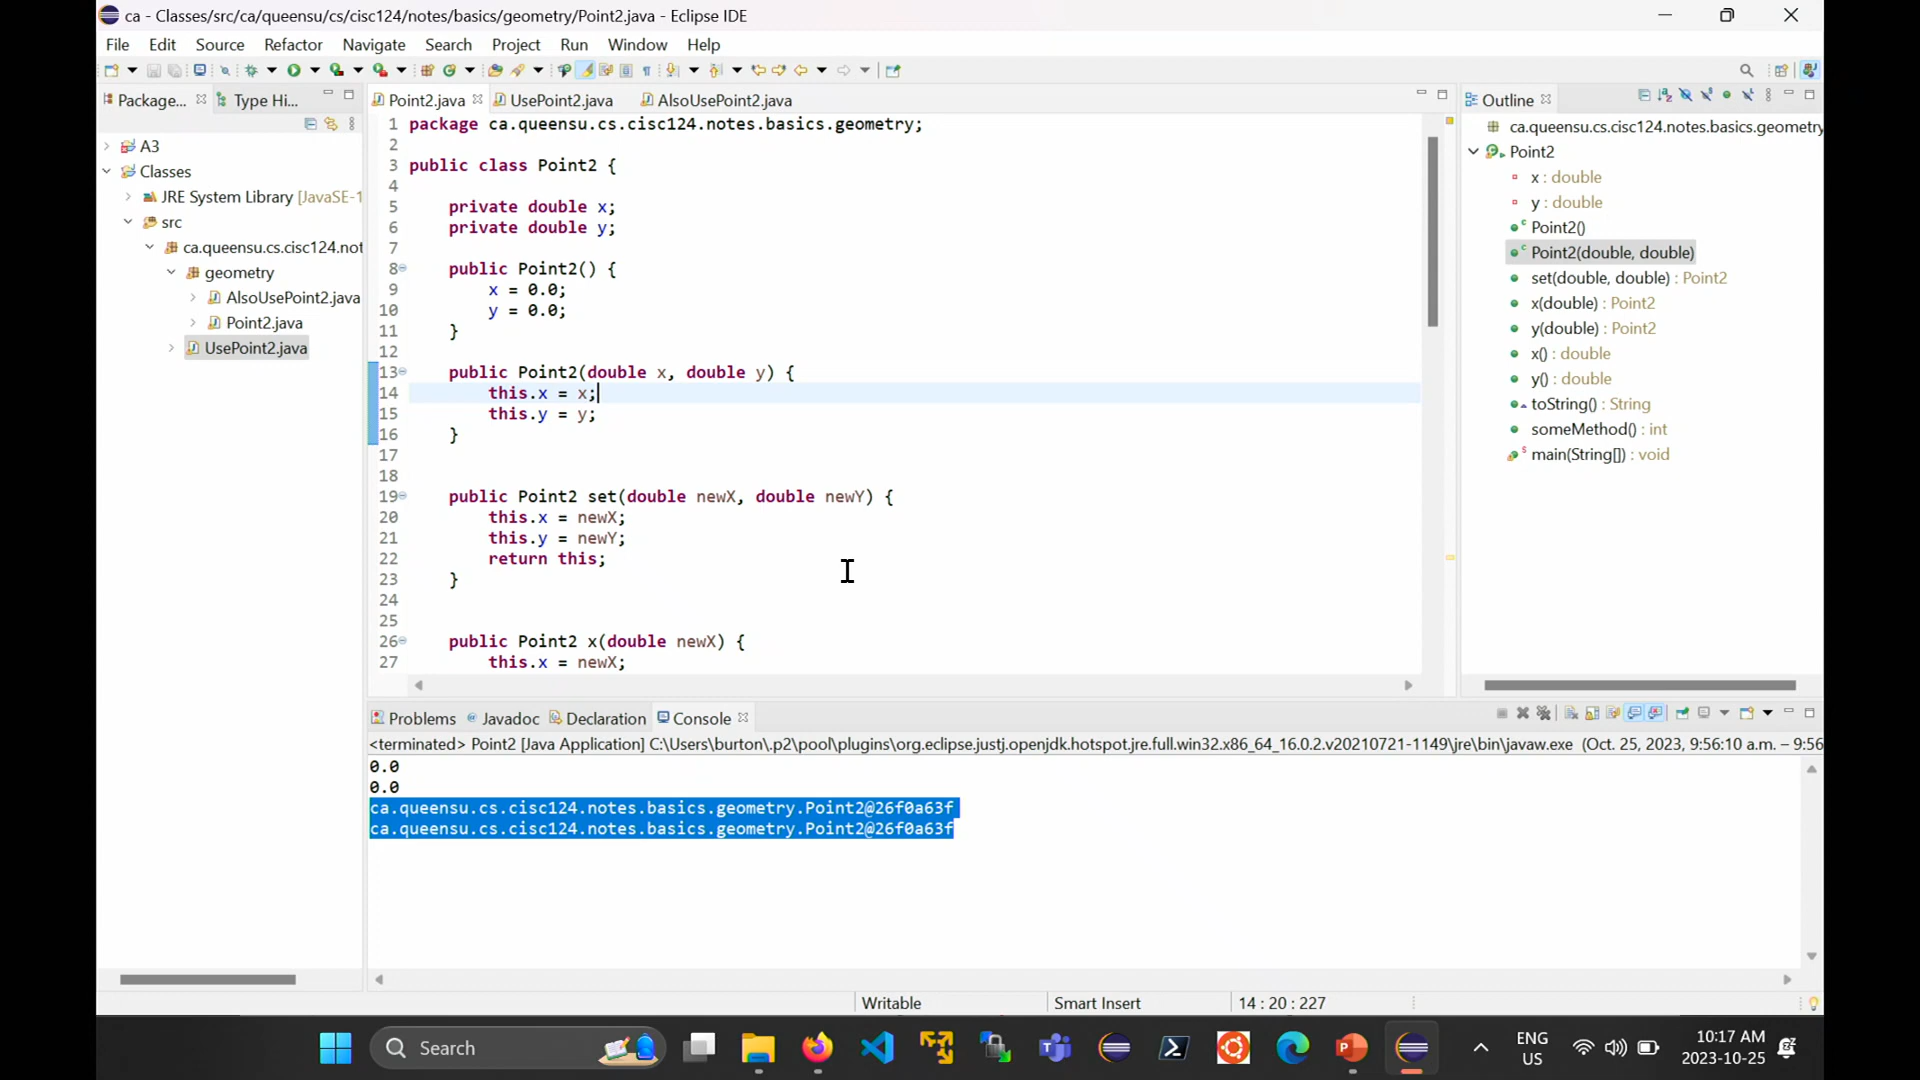 ca - Classes/src/ca/queensu/cs/cisc124/notes/basics/geometry/Point2.java - Eclipse IDE
File Edit Source Refactor Navigate Search Project Run Window Help
Package... Type Hi...
A3
Classes
JRE System Library [JavaSE-1
src
ca.queensu.cs.cisc124.not
geometry
AlsoUsePoint2.java
Point2.java
UsePoint2.java
Point2.java UsePoint2.java AlsoUsePoint2.java
1 package ca.queensu.cs.cisc124.notes.basics.geometry;
2
3 public class Point2 {
4
5 private double x;
6 private double y;
7
8 public Point2() {
9 x = 0.0;
10 y = 0.0;
11 }
12
13 public Point2(double x, double y) {
14 this.x = x;
15 this.y = y;
16 }
17
18
19 public Point2 set(double newX, double newY) {
20 this.x = newX;
21 this.y = newY;
22 return this;
23 }
24
25
26 public Point2 x(double newX) {
27 this.x = newX;
Outline
ca.queensu.cs.cisc124.notes.basics.geometry
Point2
x : double
y : double
Point2()
Point2(double, double)
set(double, double) : Point2
x(double) : Point2
y(double) : Point2
x() : double
y() : double
toString() : String
someMethod() : int
main(String[]) : void
Problems Javadoc Declaration Console
<terminated> Point2 [Java Application] C:\Users\burton\.p2\pool\plugins\org.eclipse.justj.openjdk.hotspot.jre.full.win32.x86_64_16.0.2.v20210721-1149\jre\bin\javaw.exe (Oct. 25, 2023, 9:56:10 a.m. – 9:56
0.0
0.0
ca.queensu.cs.cisc124.notes.basics.geometry.Point2@26f0a63f
ca.queensu.cs.cisc124.notes.basics.geometry.Point2@26f0a63f
Writable Smart Insert 14 : 20 : 227
Search
ENG
US
10:17 AM
2023-10-25